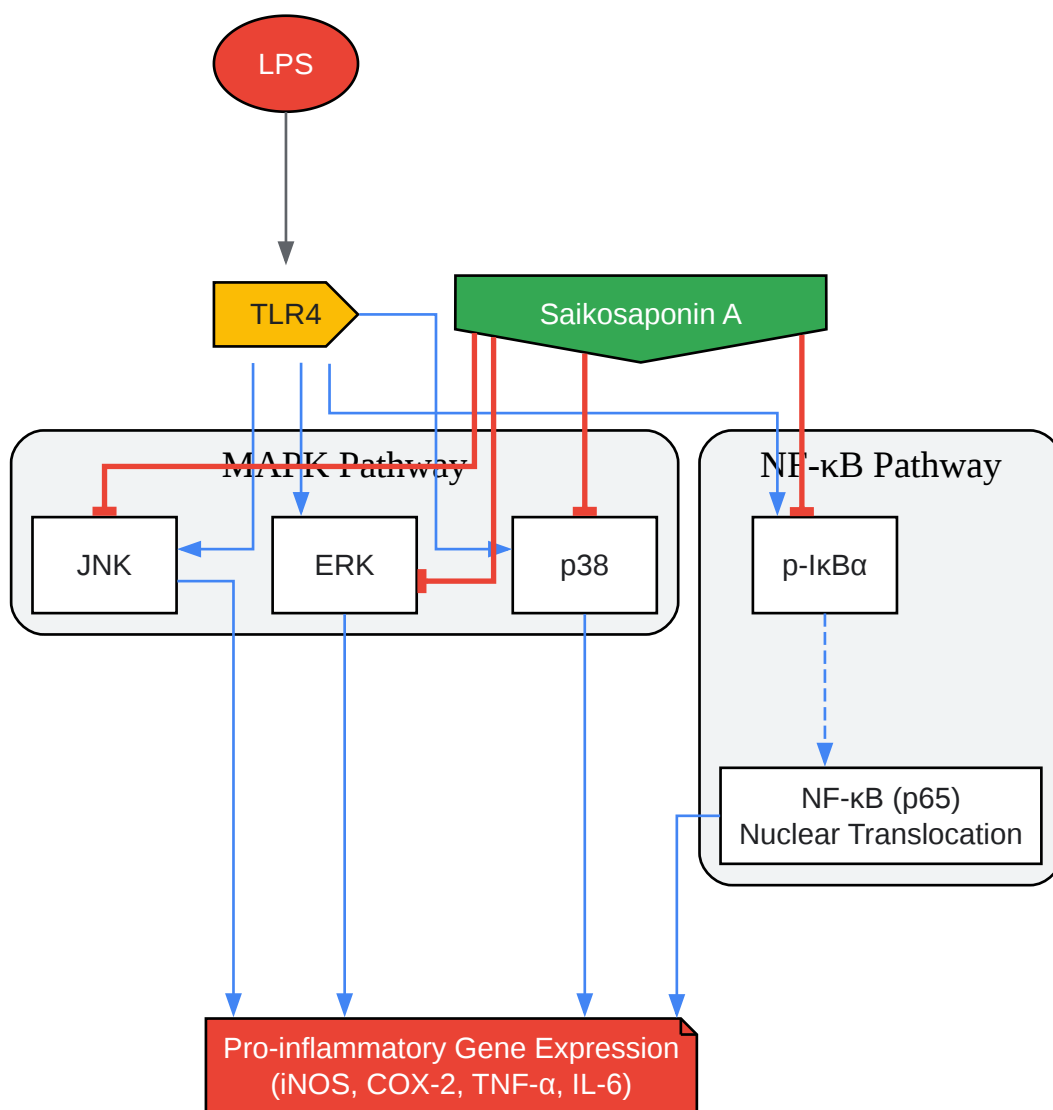 LPS
TLR4
Saikosaponin A
MAPK Pathway
NF-κB Pathway
JNK
ERK
p38
p-IκBα
NF-κB (p65)
Nuclear Translocation
Pro-inflammatory Gene Expression
(iNOS, COX-2, TNF-α, IL-6)